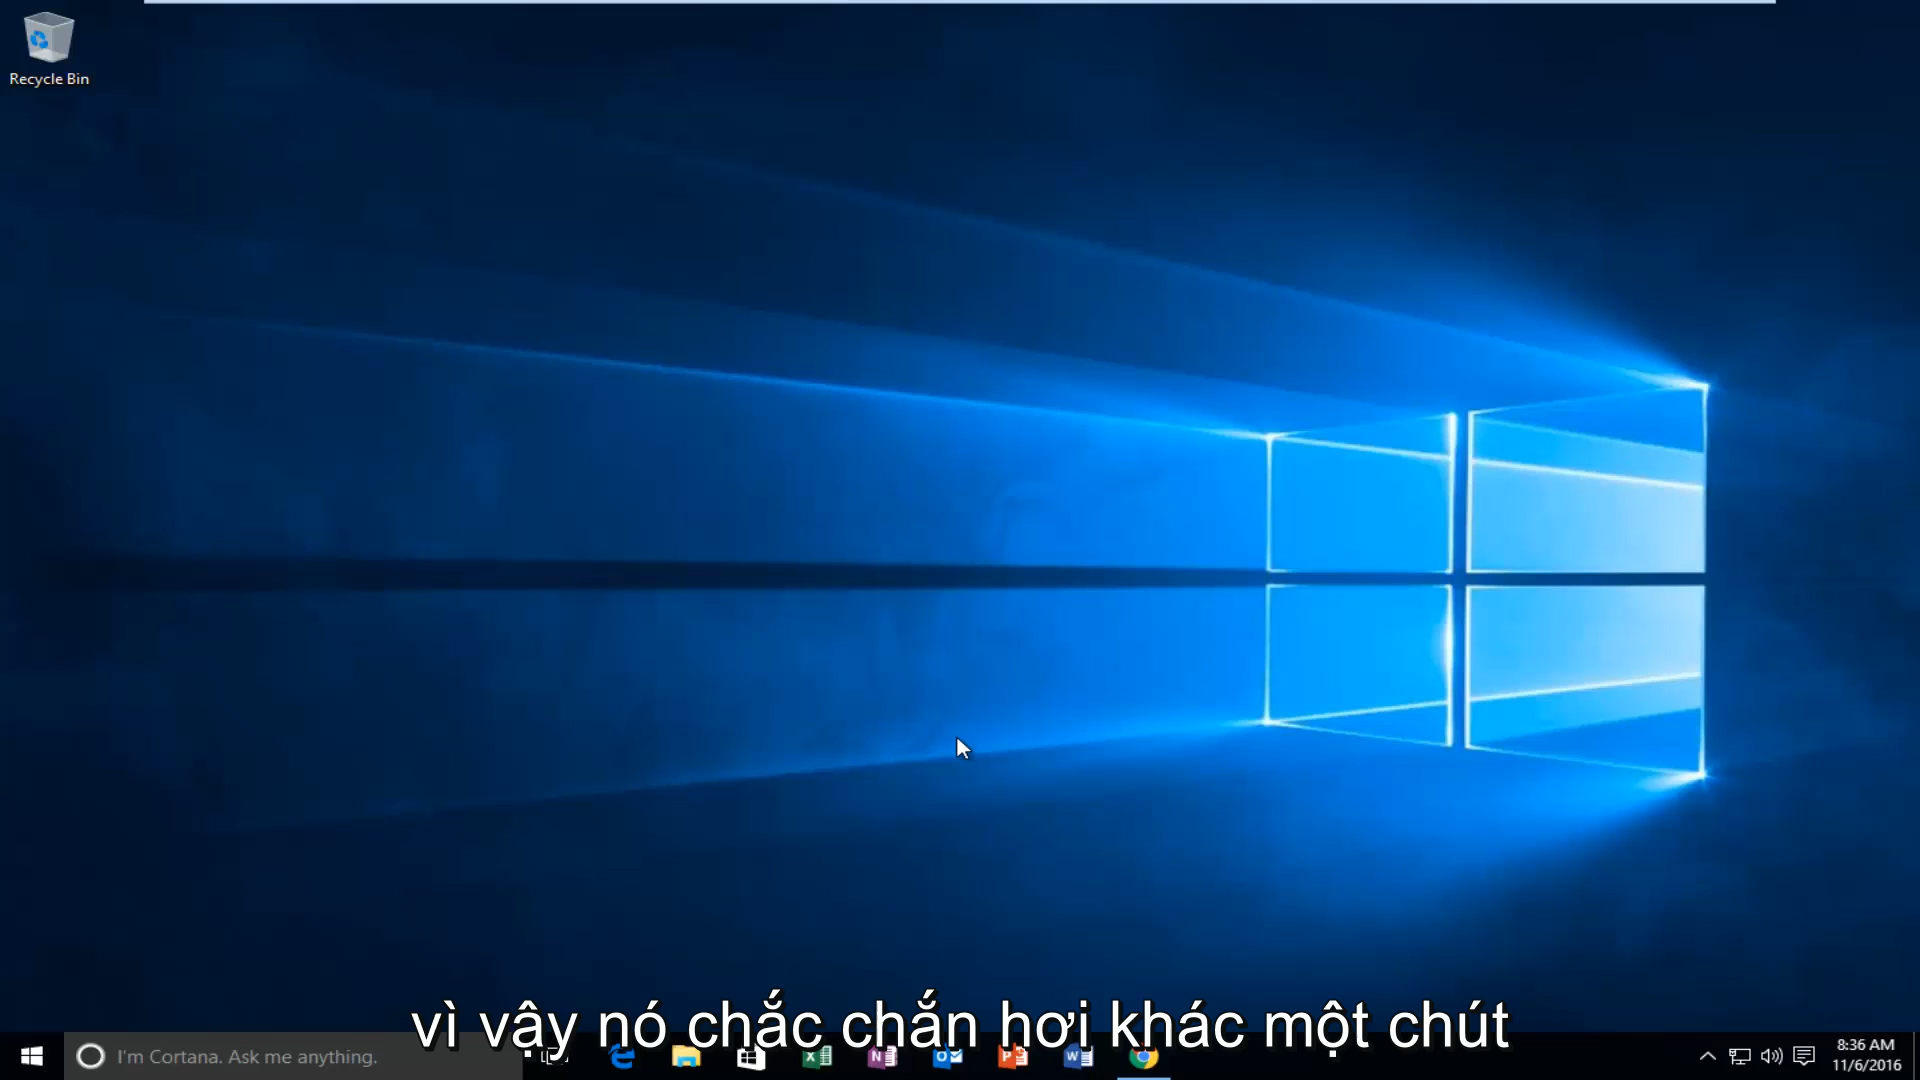 Recycle Bin
vì vậy nó chắc chắn hơi khác một chút
I'm Cortana. Ask me anything.
8:36 AM
11/6/2016